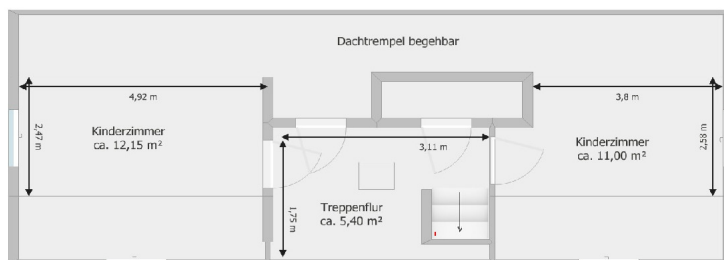 Dachtrempel begehbar
4,92 m
3,8 m
2,47 m
Kinderzimmer
ca. 12,15 m²
3,11 m
Kinderzimmer
ca. 11,00 m²
2,58 m
1,75 m
Treppenflur
ca. 5,40 m²